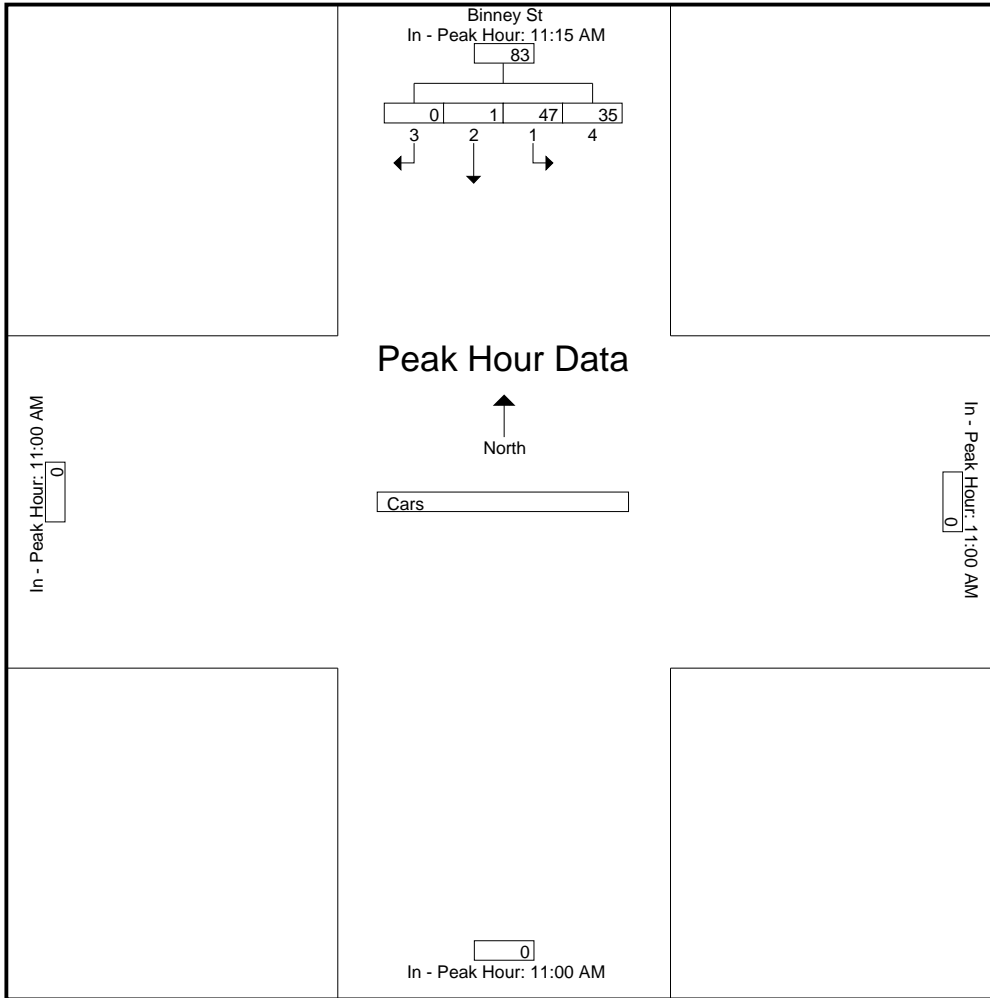 Binney St
In - Peak Hour: 11:15 AM
83
0 1 47 35
3 2 1 4
Peak Hour Data
North
Cars
In - Peak Hour: 11:00 AM
0
In - Peak Hour: 11:00 AM
0
0
In - Peak Hour: 11:00 AM